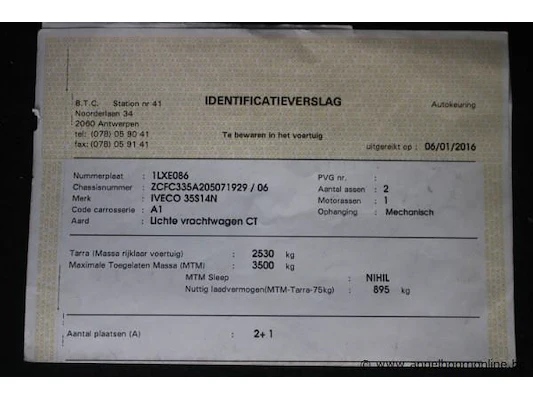 B.T.C. Station nr 41
IDENTIFICATIEVERSLAG
Autokeuring
Noorderlaan 34
2060 Antwerpen
tel: (078) 05 90 41
Te bewaren in het voertuig
fax: (078) 05 91 41
uitgereikt op : 06/01/2016
Nummerplaat : 1LXE086
PVG nr. :
Chassisnummer : ZCFC335A205071929 / 06
Aantal assen : 2
Merk : IVECO 35S14N
Motorassen : 1
Code carrosserie : A1
Ophanging : Mechanisch
Aard : Lichte vrachtwagen CT
Tarra (Massa rijklaar voertuig) : 2530 kg
Maximale Toegelaten Massa (MTM) : 3500 kg
MTM Sleep : NIHIL
Nuttig laadvermogen(MTM-Tarra-75kg) : 895 kg
Aantal plaatsen (A) : 2+1
© www.appelboomonline.b